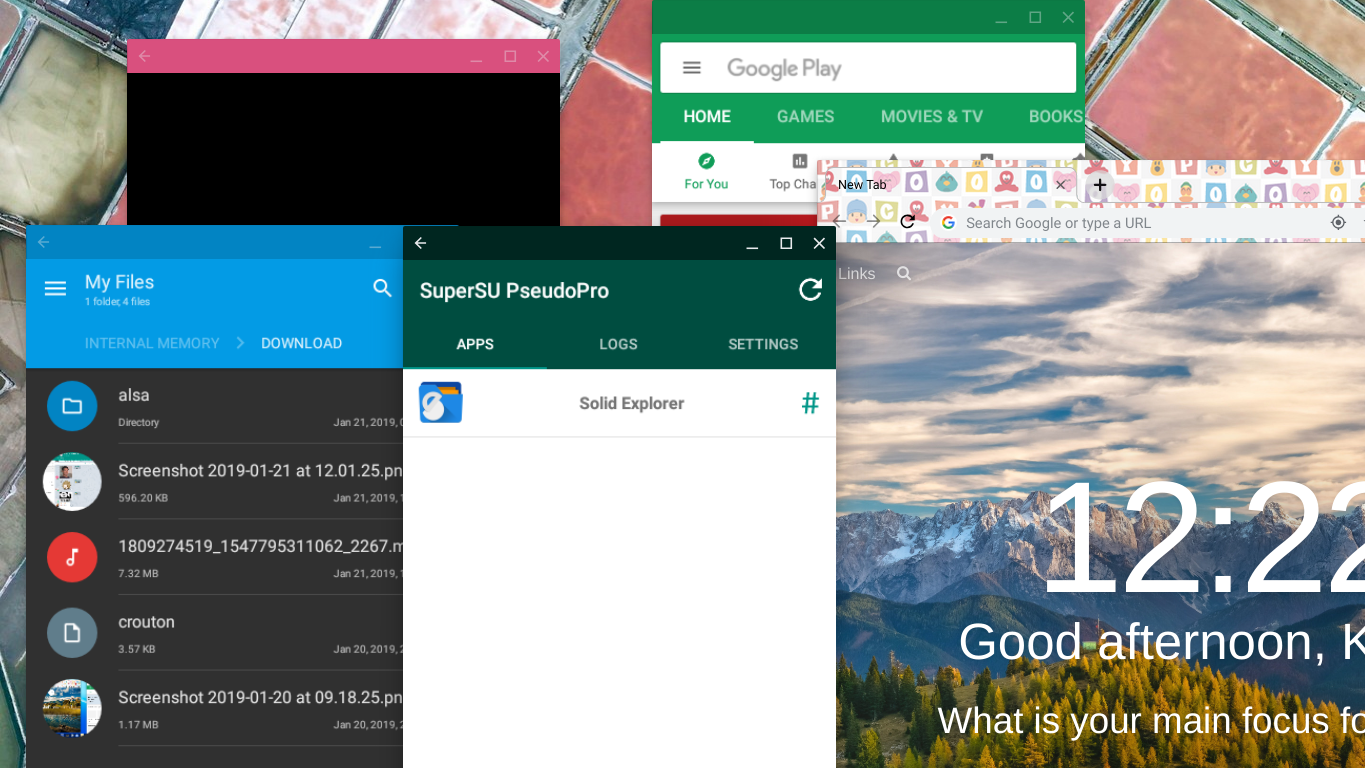 Google Play
HOME GAMES MOVIES & TV BOOKS
For You Top Cha
New Tab
Search Google or type a URL
Links
My Files
1 folder, 4 files
INTERNAL MEMORY DOWNLOAD
alsa
Directory Jan 21, 2019,
Screenshot 2019-01-21 at 12.01.25.pn
596.20 KB Jan 21, 2019, 1
1809274519_1547795311062_2267.m
7.32 MB Jan 21, 2019, 1
crouton
3.57 KB Jan 20, 2019, 2
Screenshot 2019-01-20 at 09.18.25.pn
1.17 MB Jan 20, 2019, 2
SuperSU PseudoPro
APPS LOGS SETTINGS
Solid Explorer #
12:22
Good afternoon, K
What is your main focus fo